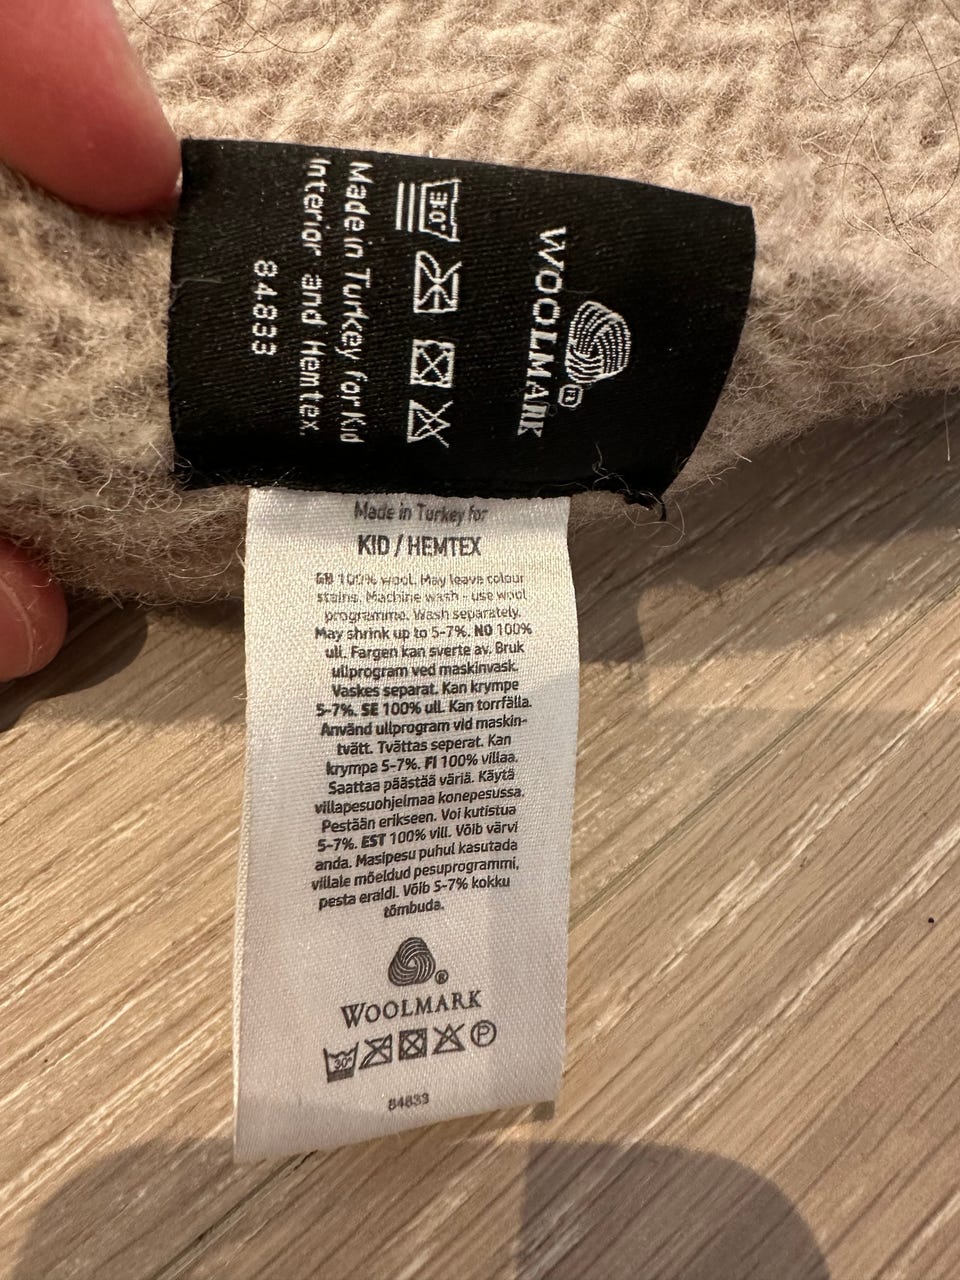 WOOLMARK
®
30°
Made in Turkey for Kid
Interior and Hemtex.
84833
Made in Turkey for
KID / HEMTEX
GB 100% wool. May leave colour
stains. Machine wash - use wool
programme. Wash separately.
May shrink up to 5-7%. NO 100%
ull. Fargen kan sverte av. Bruk
ullprogram ved maskinvask.
Vaskes separat. Kan krympe
5-7%. SE 100% ull. Kan torrfälla.
Använd ullprogram vid maskin-
tvätt. Tvättas seperat. Kan
krympa 5-7%. FI 100% villaa.
Saattaa päästää väriä. Käytä
villapesuohjelmaa konepesussa.
Pestään erikseen. Voi kutistua
5-7%. EST 100% vill. Võib värvi
anda. Masipesu puhul kasutada
villale mõeldud pesuprogrammi,
pesta eraldi. Võib 5-7% kokku
tõmbuda.
®
WOOLMARK
30° P
84833